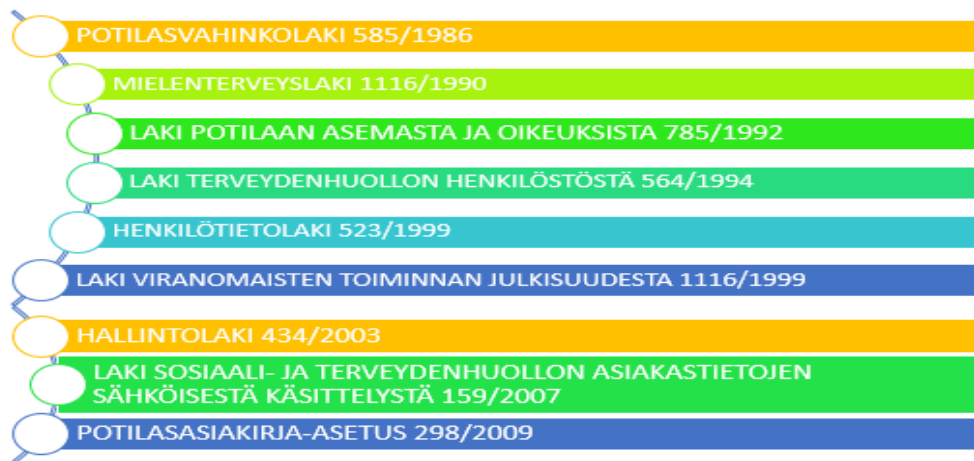 POTILASVAHINKOLAKI 585/1986
MIELENTERVEYSLAKI 1116/1990
LAKI POTILAAN ASEMASTA JA OIKEUKSISTA 785/1992
LAKI TERVEYDENHUOLLON HENKILÖSTÖSTÄ 564/1994
HENKILÖTIETOLAKI 523/1999
LAKI VIRANOMAISTEN TOIMINNAN JULKISUUDESTA 1116/1999
HALLINTOLAKI 434/2003
LAKI SOSIAALI- JA TERVEYDENHUOLLON ASIAKASTIETOJEN
SÄHKÖISESTÄ KÄSITTELYSTÄ 159/2007
POTILASASIAKIRJA-ASETUS 298/2009